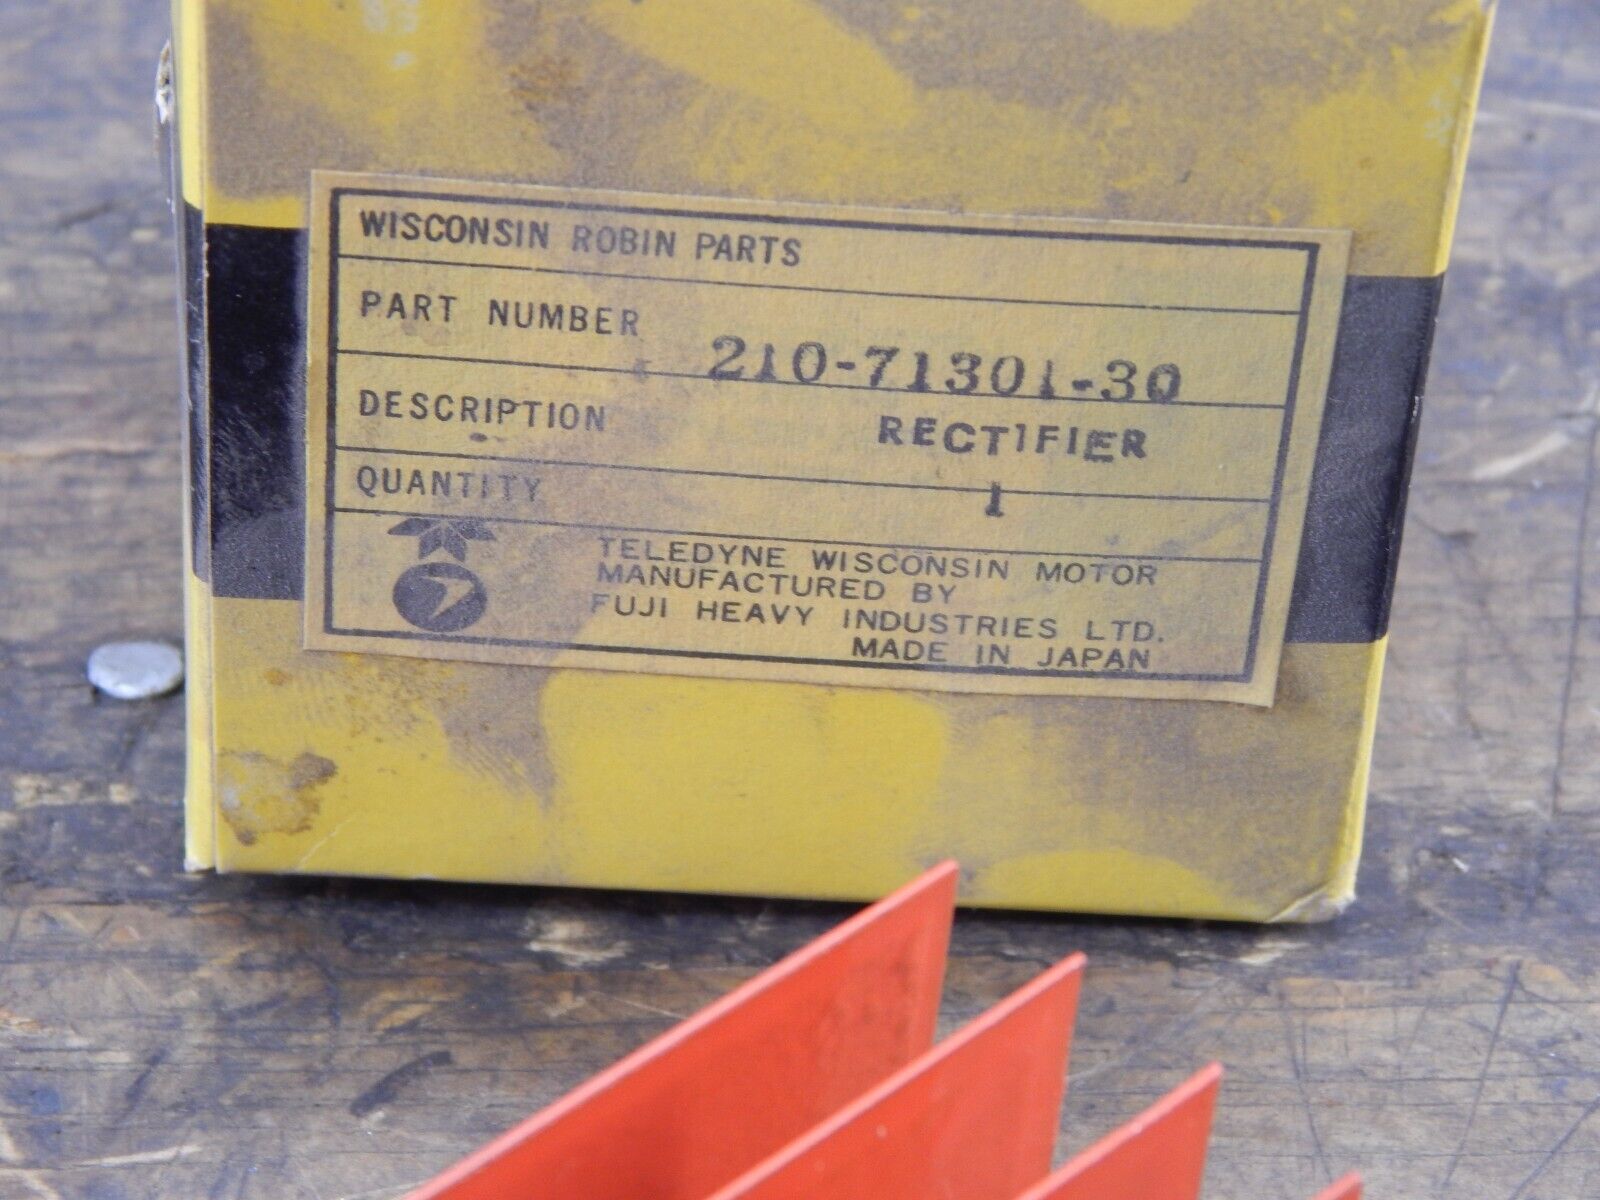 WISCONSIN ROBIN PARTS
PART NUMBER 210-71301-30
DESCRIPTION RECTIFIER
QUANTITY 1
TELEDYNE WISCONSIN MOTOR
MANUFACTURED BY
FUJI HEAVY INDUSTRIES LTD.
MADE IN JAPAN